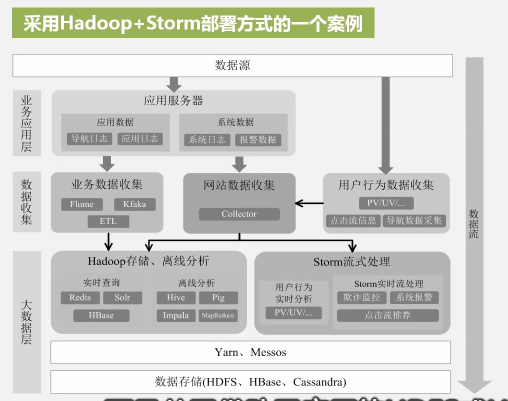 采用Hadoop+Storm部署方式的一个案例
数据源
业务应用层
应用服务器
应用数据
导航日志
应用日志
系统数据
系统日志
报警数据
数据收集
业务数据收集
Flume
Kfaka
ETL
网站数据收集
Collector
用户行为数据收集
PV/UV/...
点击流信息
导航数据采集
数据流
大数据层
Hadoop存储、离线分析
实时查询
Redis
Solr
HBase
离线分析
Hive
Pig
Impala
MapReduce
Storm流式处理
用户行为
实时分析
PV/UV/...
Storm实时流处理
欺诈监控
系统报警
点击流推荐
Yarn、Messos
数据存储(HDFS、HBase、Cassandra)